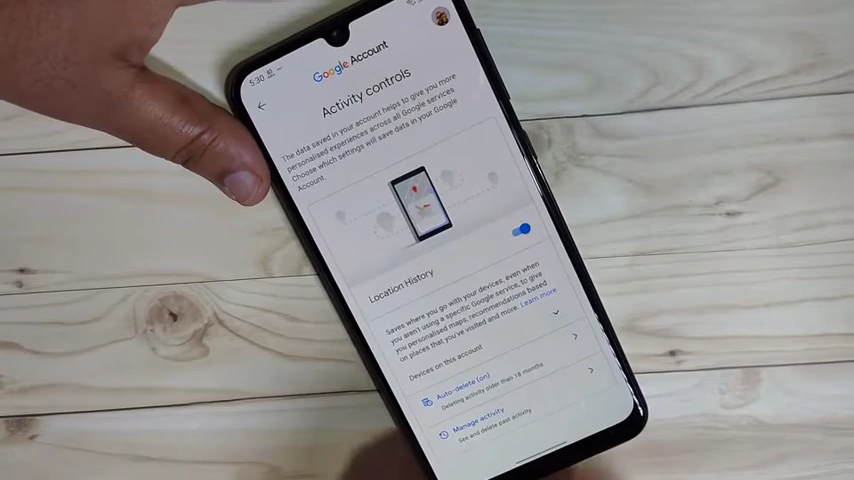 5:30
Google Account
Activity controls
The data saved in your account helps to give you more
personalised experiences across all Google services.
Choose which settings will save data in your Google
Account.
Location History
Saves where you go with your devices, even when
you aren't using a specific Google service, to give
you personalised maps, recommendations based
on places that you've visited and more. Learn more
Devices on this account
Auto-delete (on)
Deleting activity older than 18 months
Manage activity
See and delete past activity